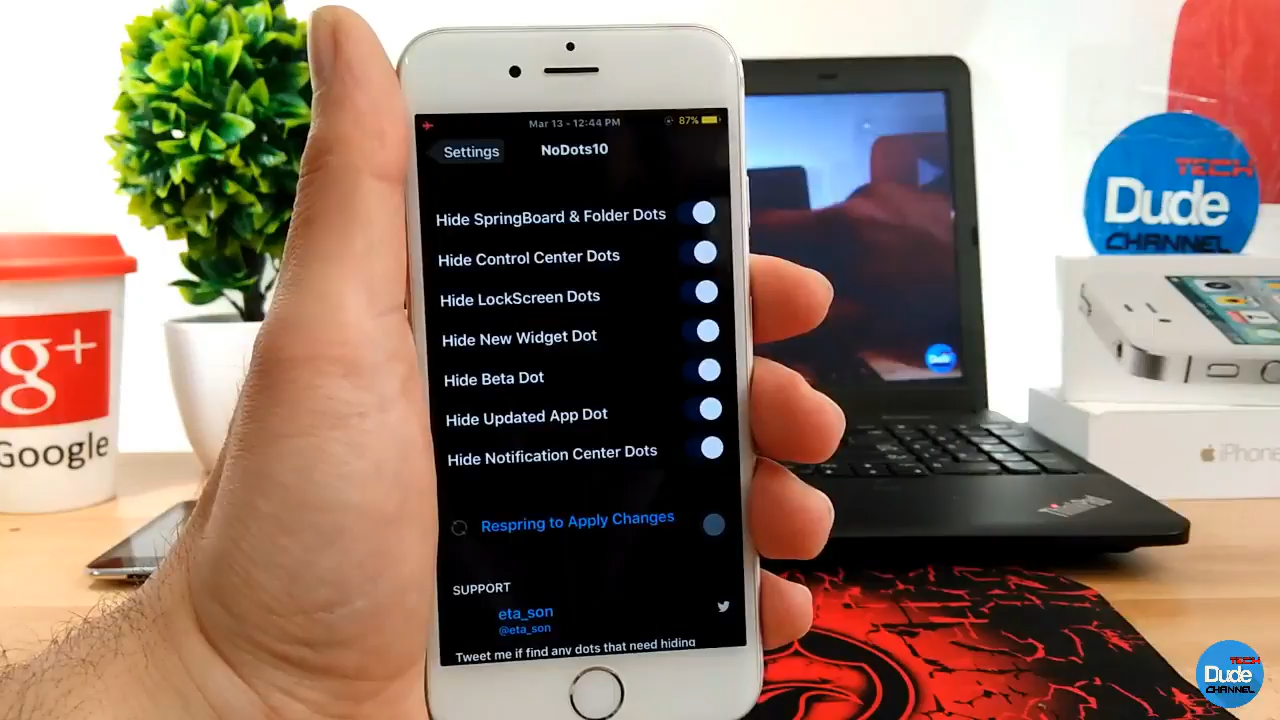 Mar 13 - 12:44 PM
87%
Settings
NoDots10
Hide SpringBoard & Folder Dots
Hide Control Center Dots
Hide LockScreen Dots
Hide New Widget Dot
Hide Beta Dot
Hide Updated App Dot
Hide Notification Center Dots
Respring to Apply Changes
SUPPORT
eta_son
@eta_son
Tweet me if find any dots that need hiding
g+
Google
TECH
Dude
CHANNEL
iPhone
ThinkPad
TECH
Dude
CHANNEL